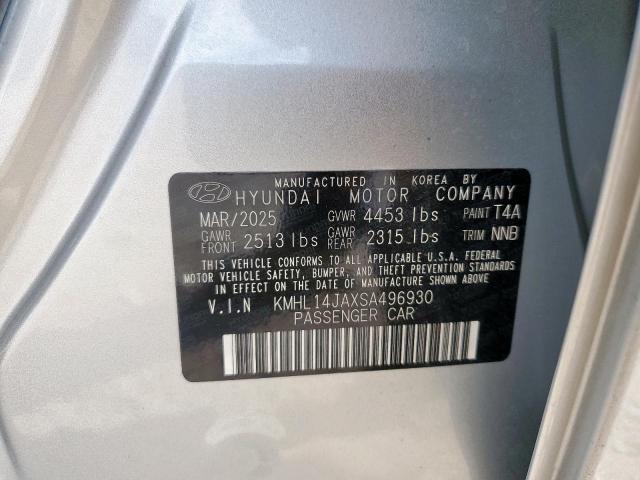 MANUFACTURED IN KOREA BY
HYUNDAI MOTOR COMPANY
MAR/2025 GVWR 4453 lbs PAINT T4A
GAWR FRONT 2513 lbs GAWR REAR 2315 lbs TRIM NNB
THIS VEHICLE CONFORMS TO ALL APPLICABLE U.S.A. FEDERAL
MOTOR VEHICLE SAFETY, BUMPER, AND THEFT PREVENTION STANDARDS
IN EFFECT ON THE DATE OF MANUFACTURE SHOWN ABOVE
V.I.N KMHL14JAXSA496930
PASSENGER CAR